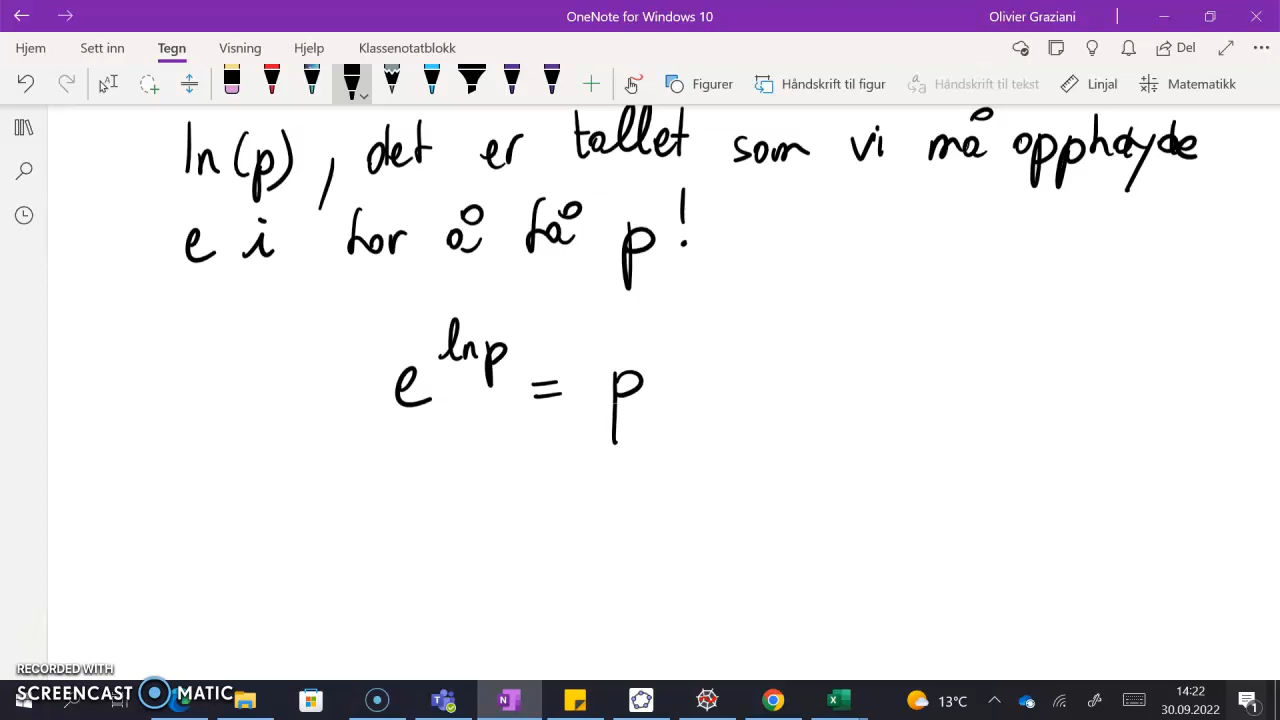 OneNote for Windows 10
Olivier Graziani
Hjem Sett inn Tegn Visning Hjelp Klassenotatblokk Del
Figurer Håndskrift til figur Håndskrift til tekst Linjal Matematikk
ln(p), det er tallet som vi må opphøyde
e i for å få p!
e^{ln p} = p
RECORDED WITH
SCREENCAST MATIC
13°C
14:22
30.09.2022
1